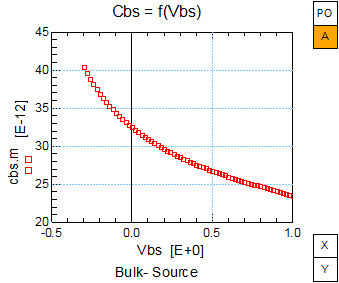 Cbs = f(Vbs)
PO
A
45
40
35
30
25
20
cbs.m [E-12]
-0.5
0.0
0.5
1.0
Vbs [E+0]
Bulk- Source
X
Y